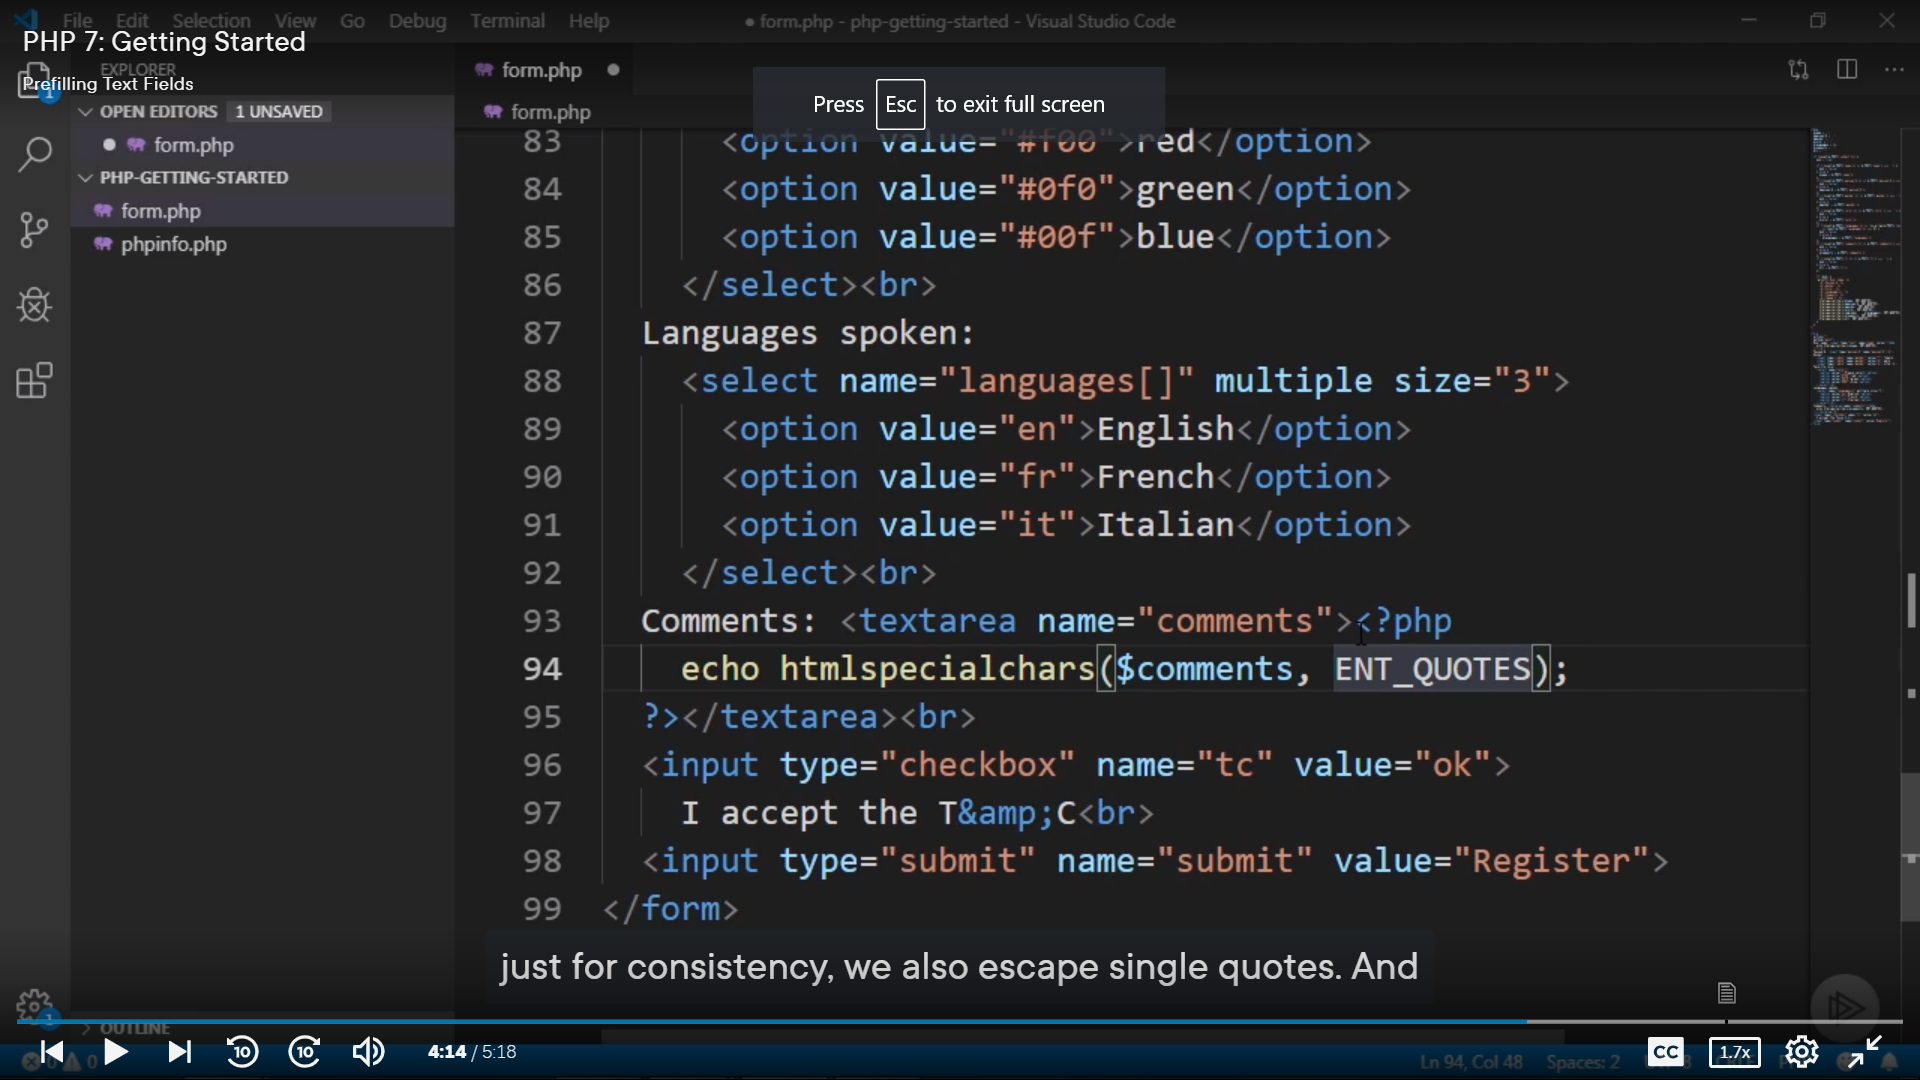 File Edit Selection View Go Debug Terminal Help
● form.php - php-getting-started - Visual Studio Code
PHP 7: Getting Started
EXPLORER
Prefilling Text Fields
1
OPEN EDITORS 1 UNSAVED
form.php
PHP-GETTING-STARTED
form.php
phpinfo.php
form.php
form.php
Press Esc to exit full screen
83 <option value="#f00">red</option>
84 <option value="#0f0">green</option>
85 <option value="#00f">blue</option>
86 </select><br>
87 Languages spoken:
88 <select name="languages[]" multiple size="3">
89 <option value="en">English</option>
90 <option value="fr">French</option>
91 <option value="it">Italian</option>
92 </select><br>
93 Comments: <textarea name="comments"><?php
94 echo htmlspecialchars($comments, ENT_QUOTES);
95 ?></textarea><br>
96 <input type="checkbox" name="tc" value="ok">
97 I accept the T&amp;C<br>
98 <input type="submit" name="submit" value="Register">
99 </form>
just for consistency, we also escape single quotes. And
1
OUTLINE
10 10 4:14 / 5:18
CC 1.7x
0
Ln 94, Col 48 Spaces: 2